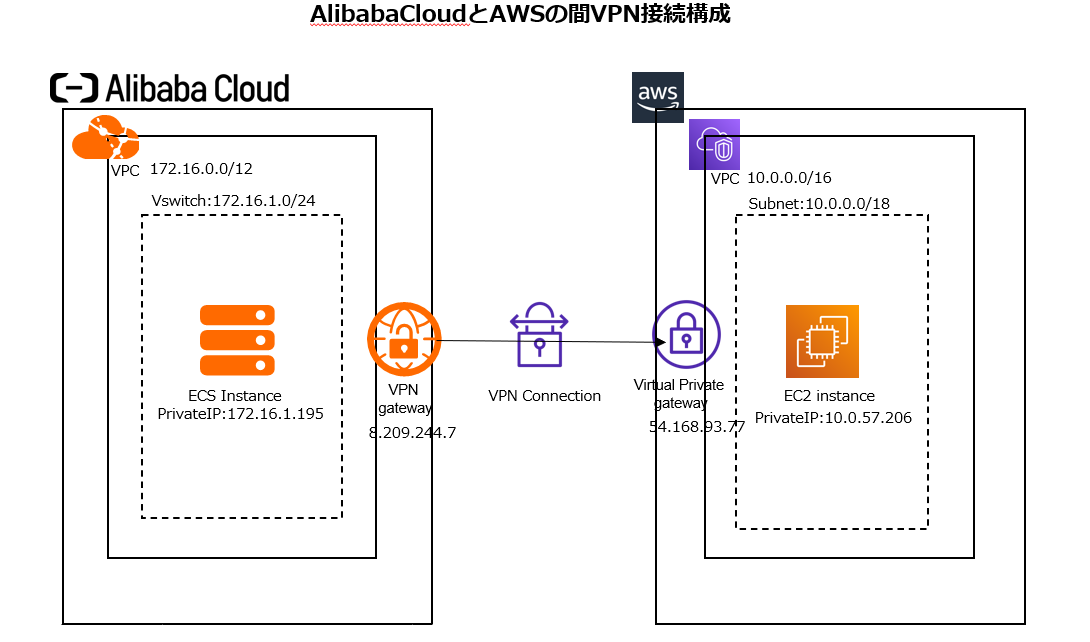 AlibabaCloudとAWSの間VPN接続構成
Alibaba Cloud
VPC 172.16.0.0/12
Vswitch:172.16.1.0/24
ECS Instance
PrivateIP:172.16.1.195
VPN
gateway
8.209.244.7
VPN Connection
aws
VPC 10.0.0.0/16
Subnet:10.0.0.0/18
Virtual Private
gateway
54.168.93.77
EC2 instance
PrivateIP:10.0.57.206